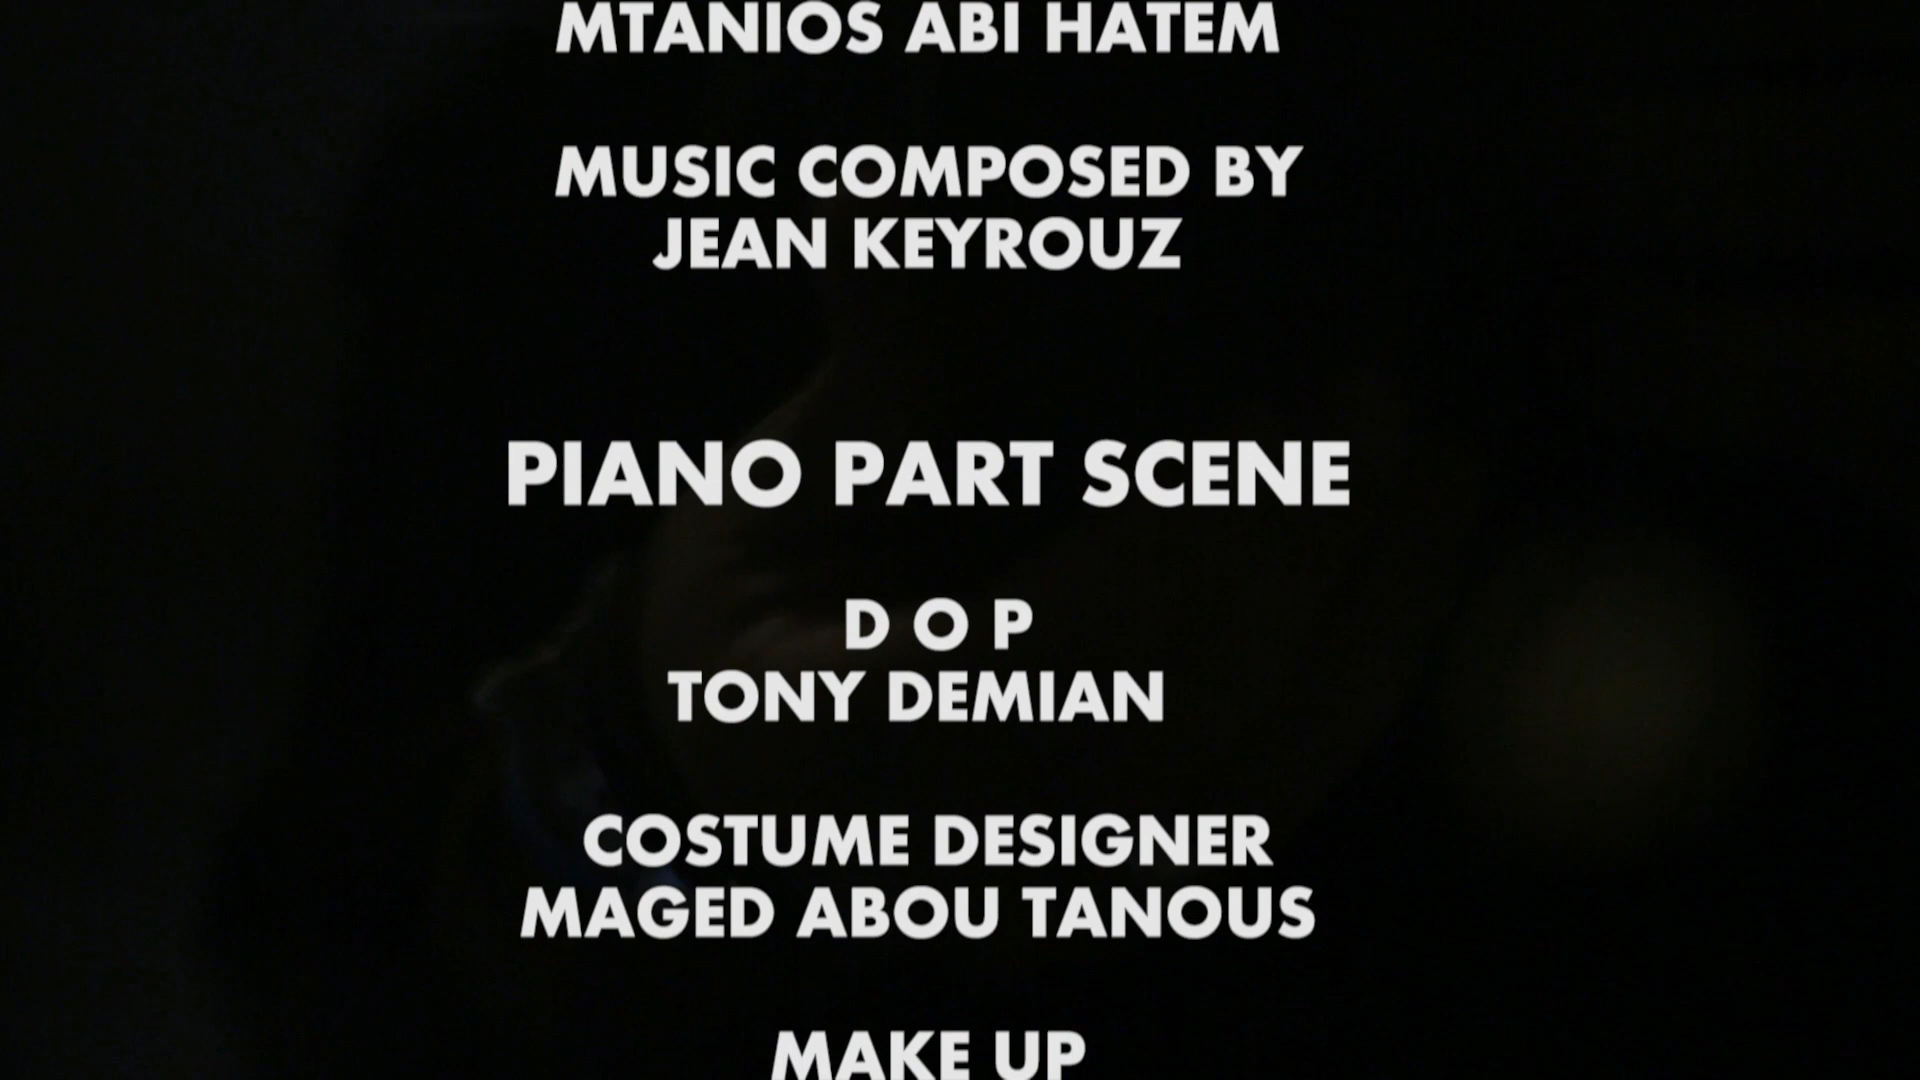 MTANIOS ABI HATEM
MUSIC COMPOSED BY
JEAN KEYROUZ
PIANO PART SCENE
D O P
TONY DEMIAN
COSTUME DESIGNER
MAGED ABOU TANOUS
MAKE UP